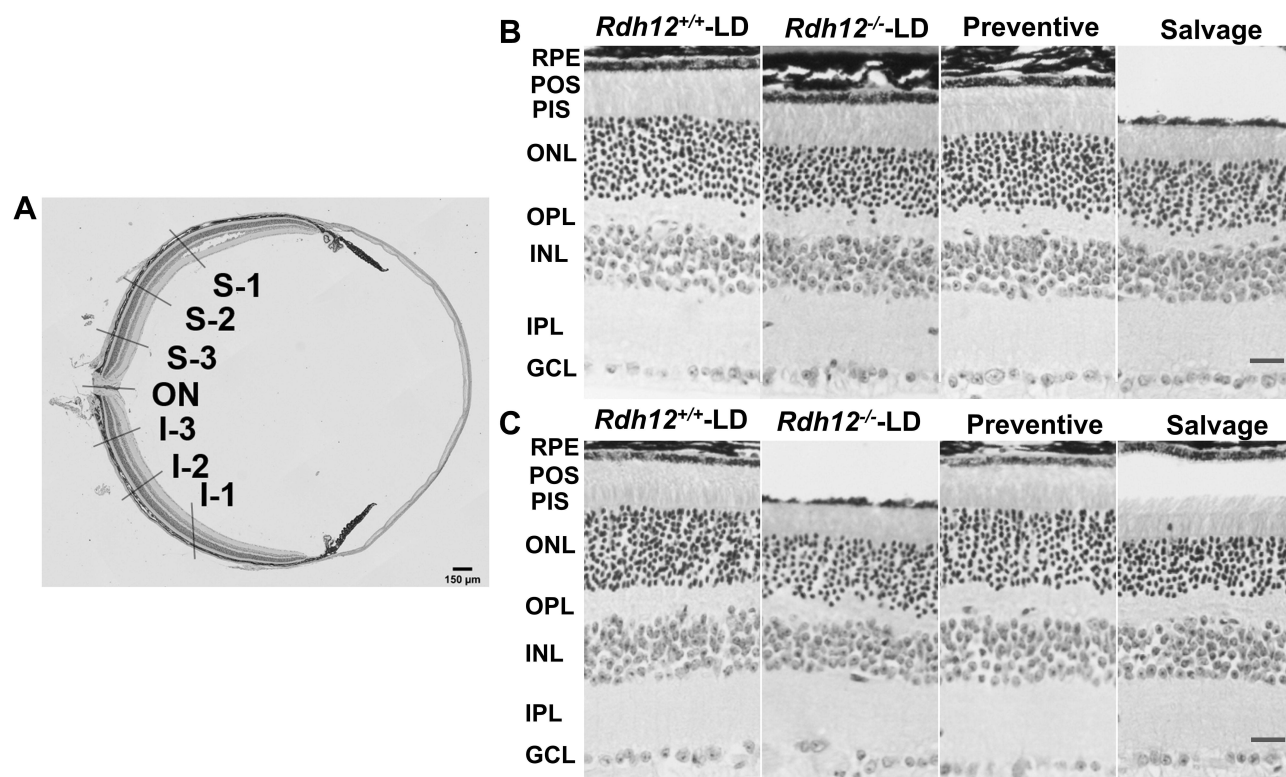 A
S-1
S-2
S-3
ON
I-3
I-2
I-1
150 µm
B
Rdh12+/+-LD
Rdh12-/--LD
Preventive
Salvage
RPE
POS
PIS
ONL
OPL
INL
IPL
GCL
C
Rdh12+/+-LD
Rdh12-/--LD
Preventive
Salvage
RPE
POS
PIS
ONL
OPL
INL
IPL
GCL